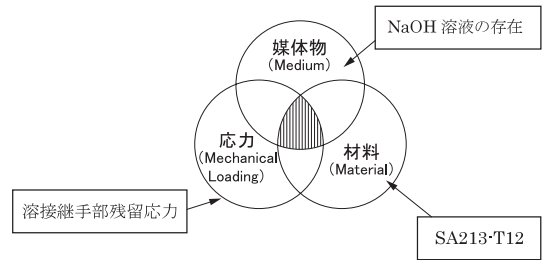 NaOH 溶液の存在
媒体物
(Medium)
応力
(Mechanical
Loading)
材料
(Material)
溶接継手部残留応力
SA213-T12